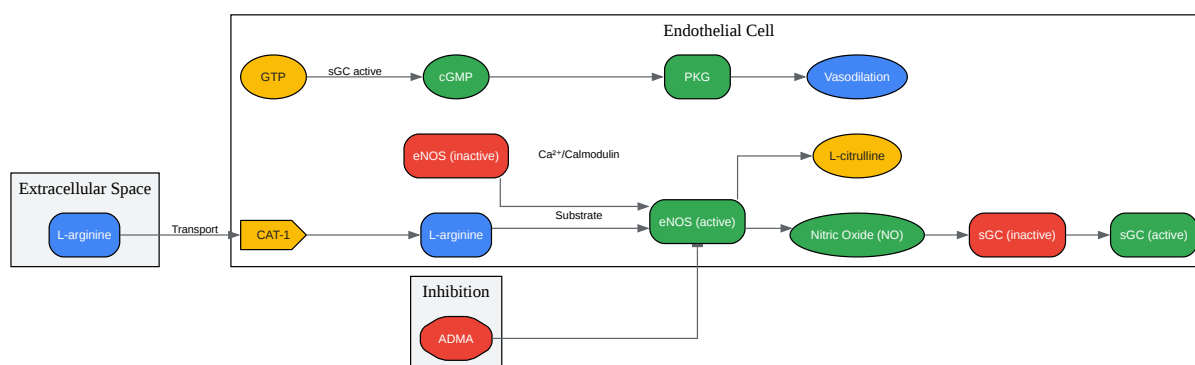 Endothelial Cell
GTP
sGC active
cGMP
PKG
Vasodilation
eNOS (inactive)
Ca²⁺/Calmodulin
L-citrulline
Extracellular Space
L-arginine
Transport
CAT-1
L-arginine
Substrate
eNOS (active)
Nitric Oxide (NO)
sGC (inactive)
sGC (active)
Inhibition
ADMA